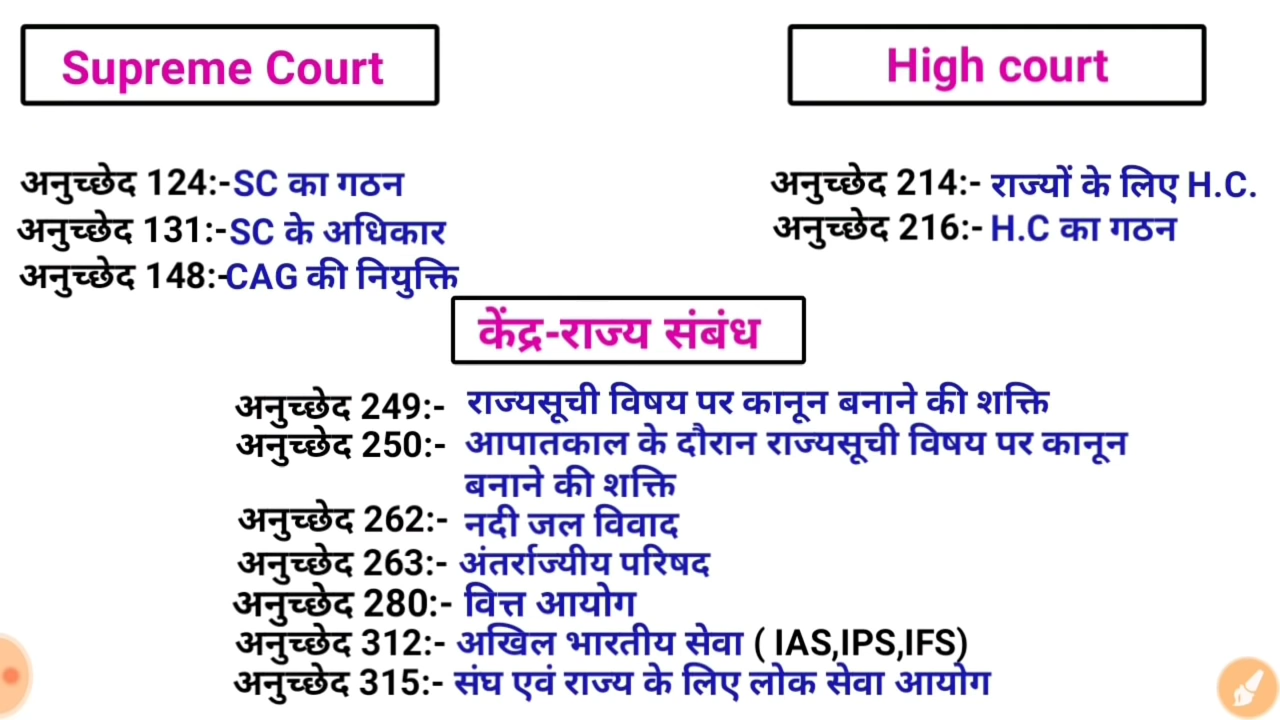 Supreme Court
High court
अनुच्छेद 124:-SC का गठन
अनुच्छेद 131:-SC के अधिकार
अनुच्छेद 148:-CAG की नियुक्ति
अनुच्छेद 214:- राज्यों के लिए H.C.
अनुच्छेद 216:- H.C का गठन
केंद्र-राज्य संबंध
अनुच्छेद 249:- राज्यसूची विषय पर कानून बनाने की शक्ति
अनुच्छेद 250:- आपातकाल के दौरान राज्यसूची विषय पर कानून
बनाने की शक्ति
अनुच्छेद 262:- नदी जल विवाद
अनुच्छेद 263:- अंतर्राज्यीय परिषद
अनुच्छेद 280:- वित्त आयोग
अनुच्छेद 312:- अखिल भारतीय सेवा ( IAS,IPS,IFS)
अनुच्छेद 315:- संघ एवं राज्य के लिए लोक सेवा आयोग